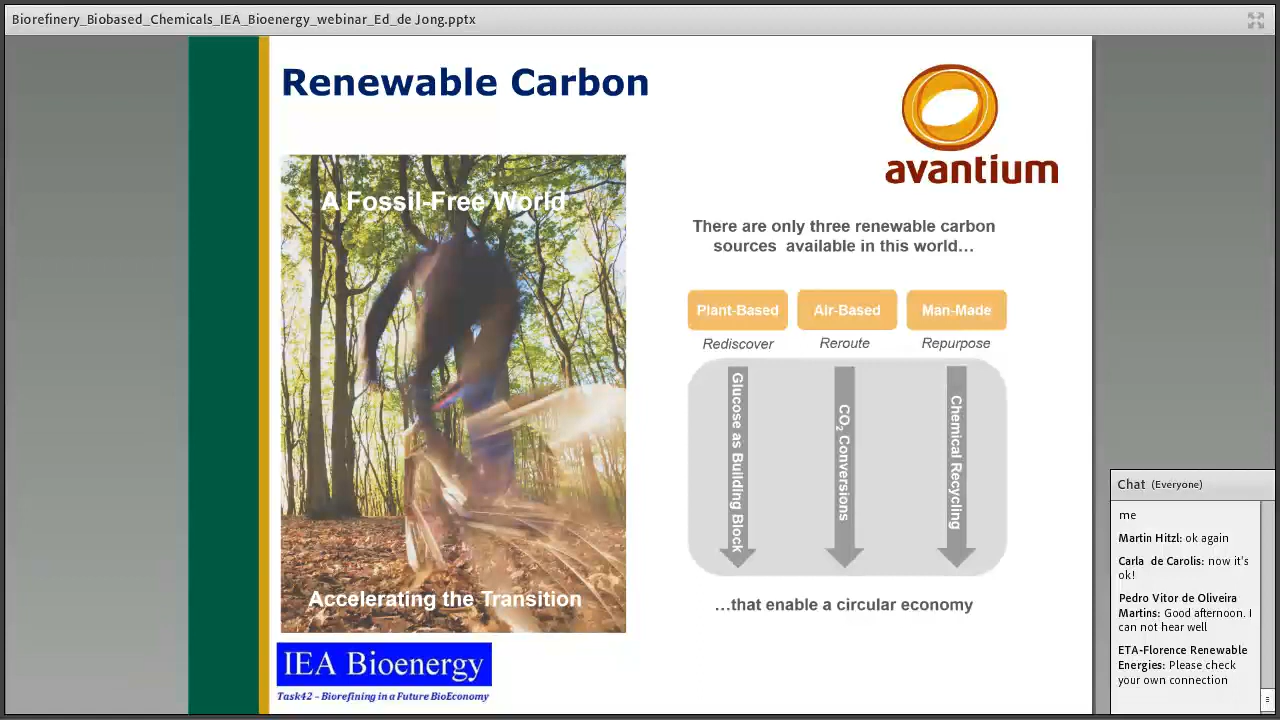 Biorefinery_Biobased_Chemicals_IEA_Bioenergy_webinar_Ed_de Jong.pptx
Renewable Carbon
avantium
A Fossil-Free World
Accelerating the Transition
There are only three renewable carbon
sources available in this world…
Plant-Based
Air-Based
Man-Made
Rediscover
Reroute
Repurpose
Glucose as Building Block
CO₂ Conversions
Chemical Recycling
…that enable a circular economy
IEA Bioenergy
Task42 – Biorefining in a Future BioEconomy
Chat (Everyone)
me
Martin Hitzl: ok again
Carla de Carolis: now it's
ok!
Pedro Vitor de Oliveira
Martins: Good afternoon. I
can not hear well
ETA-Florence Renewable
Energies: Please check
your own connection